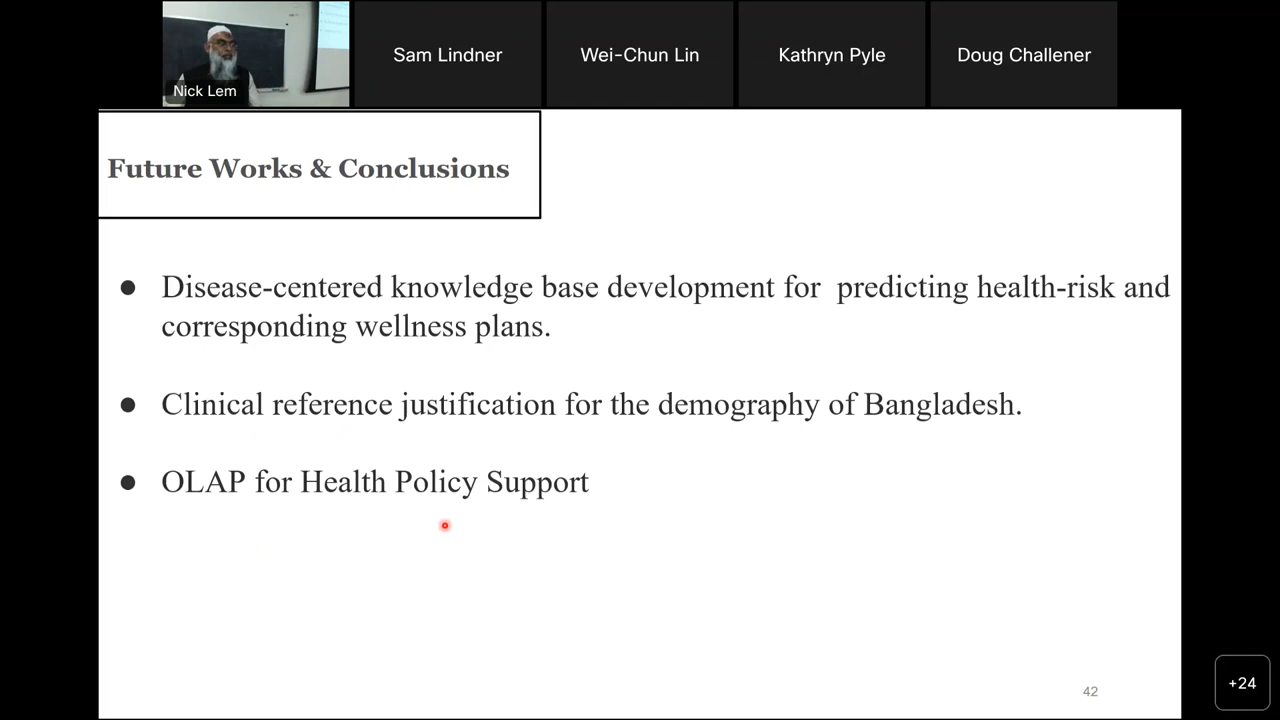 Nick Lem
Sam Lindner
Wei-Chun Lin
Kathryn Pyle
Doug Challener
Future Works & Conclusions
● Disease-centered knowledge base development for predicting health-risk and
corresponding wellness plans.
● Clinical reference justification for the demography of Bangladesh.
● OLAP for Health Policy Support
42
+24